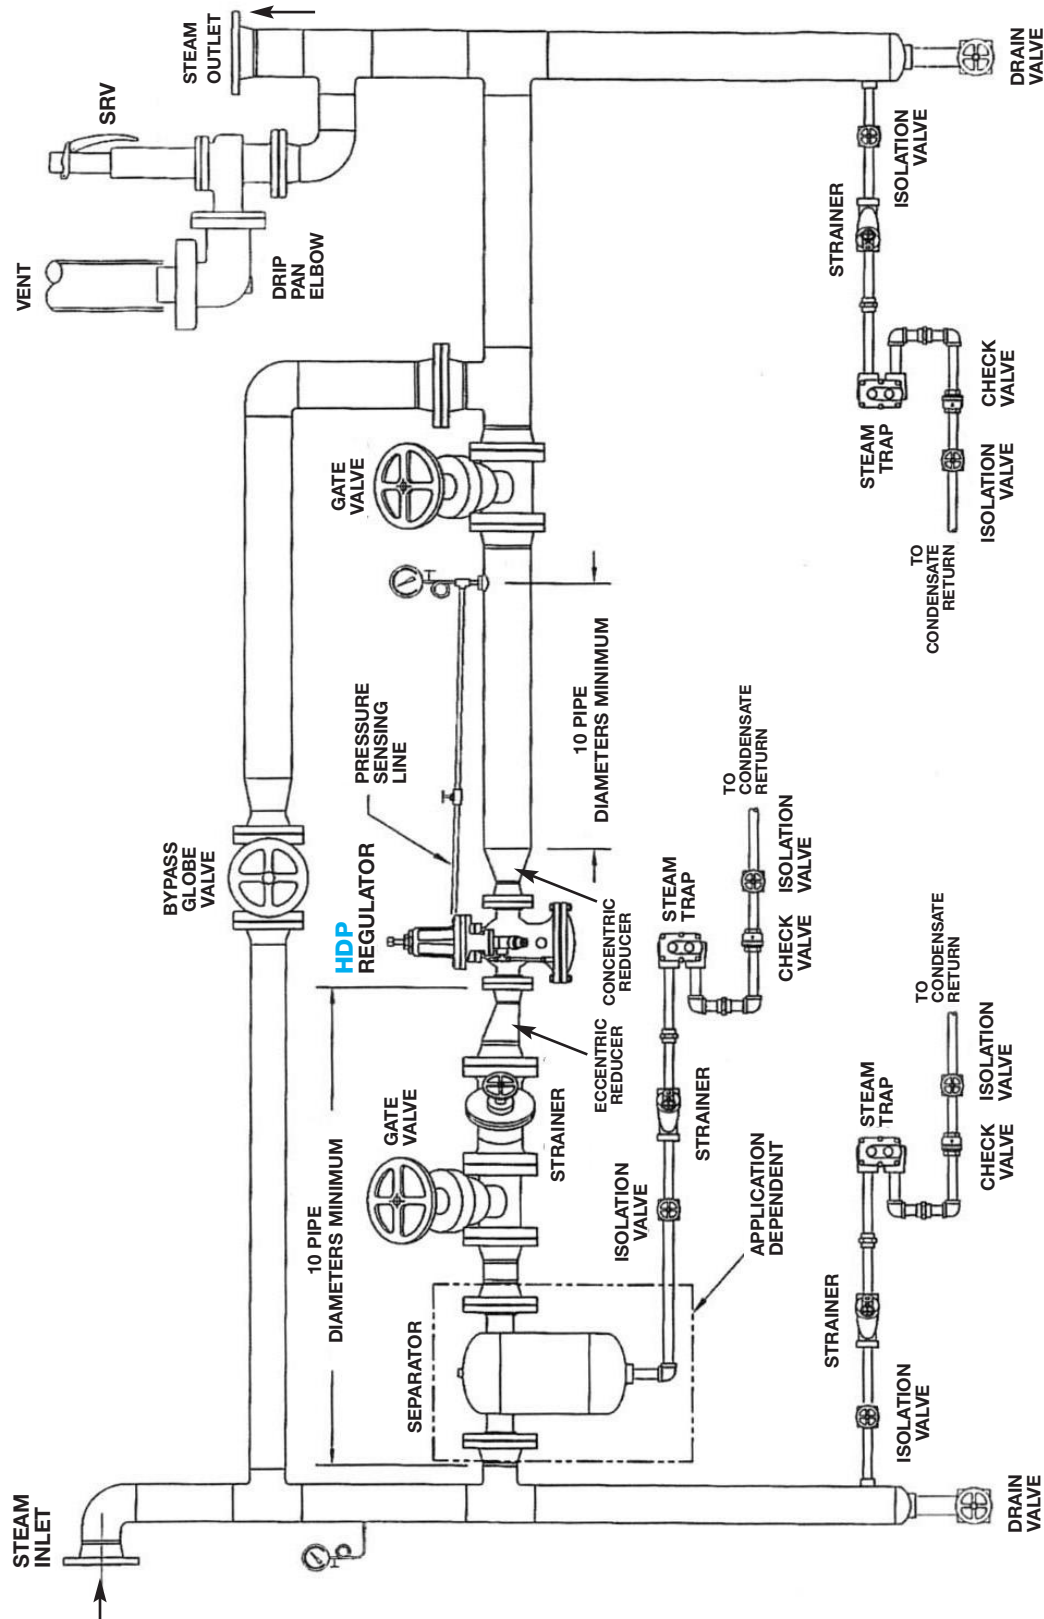 STEAM
INLET
BYPASS
GLOBE
VALVE
VENT
SRV
STEAM
OUTLET
DRIP
PAN
ELBOW
10 PIPE
DIAMETERS MINIMUM
HDP
REGULATOR
PRESSURE
SENSING
LINE
GATE
VALVE
GATE
VALVE
SEPARATOR
STRAINER
ECCENTRIC
REDUCER
CONCENTRIC
REDUCER
10 PIPE
DIAMETERS MINIMUM
ISOLATION
VALVE
STRAINER
STEAM
TRAP
CHECK
VALVE
ISOLATION
VALVE
TO
CONDENSATE
RETURN
APPLICATION
DEPENDENT
DRAIN
VALVE
ISOLATION
VALVE
STRAINER
STEAM
TRAP
CHECK
VALVE
ISOLATION
VALVE
TO
CONDENSATE
RETURN
TO
CONDENSATE
RETURN
ISOLATION
VALVE
CHECK
VALVE
STEAM
TRAP
STRAINER
ISOLATION
VALVE
DRAIN
VALVE